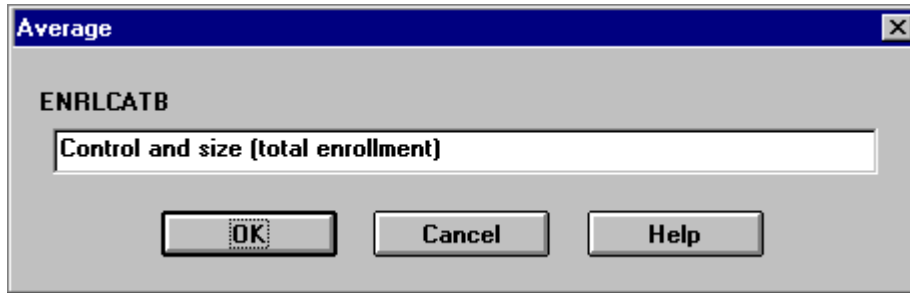 Average
ENRLCATB
Control and size (total enrollment)
OK Cancel Help